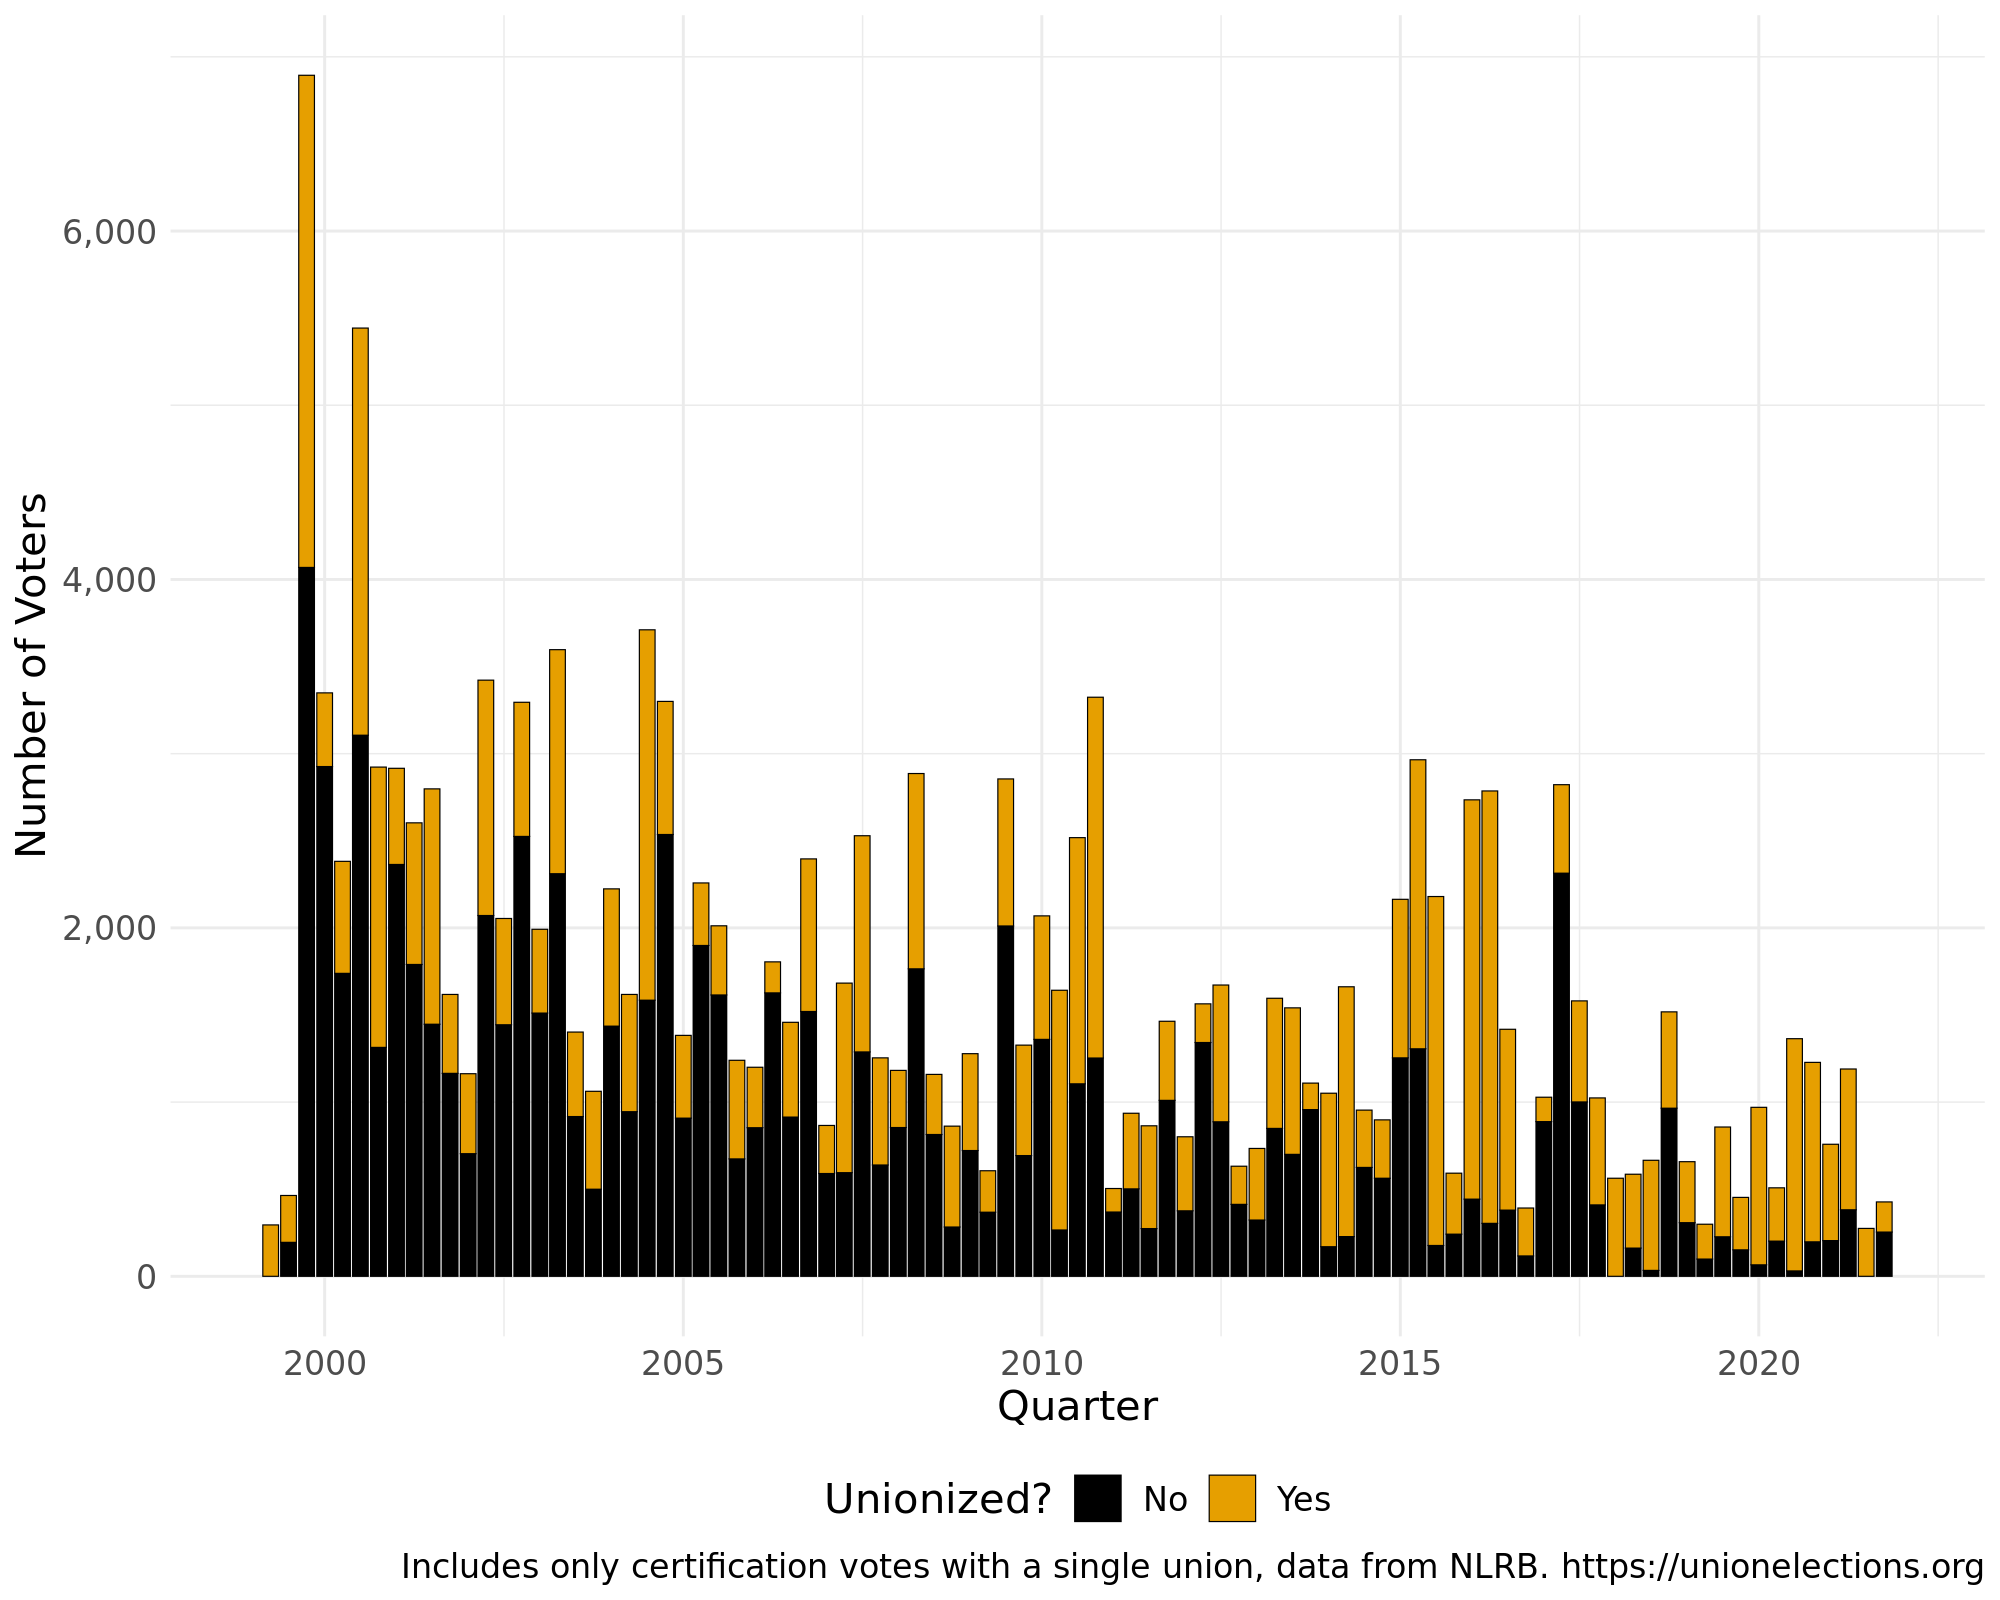 6,000
4,000
2,000
0
Number of Voters
2000 2005 2010 2015 2020
Quarter
Unionized? No Yes
Includes only certification votes with a single union, data from NLRB. https://unionelections.org